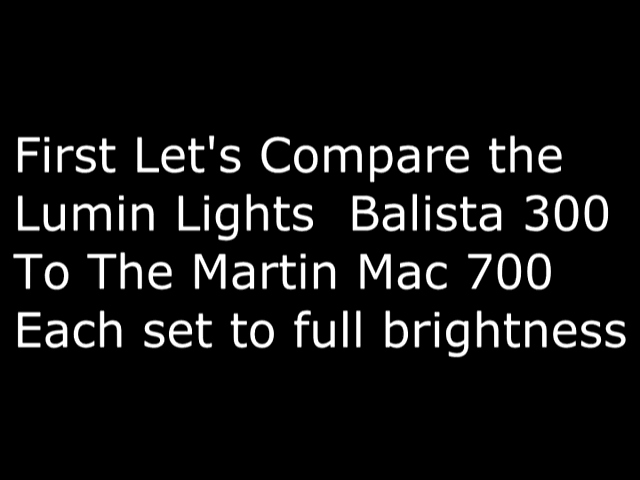 First Let's Compare the
Lumin Lights  Balista 300
To The Martin Mac 700
Each set to full brightness